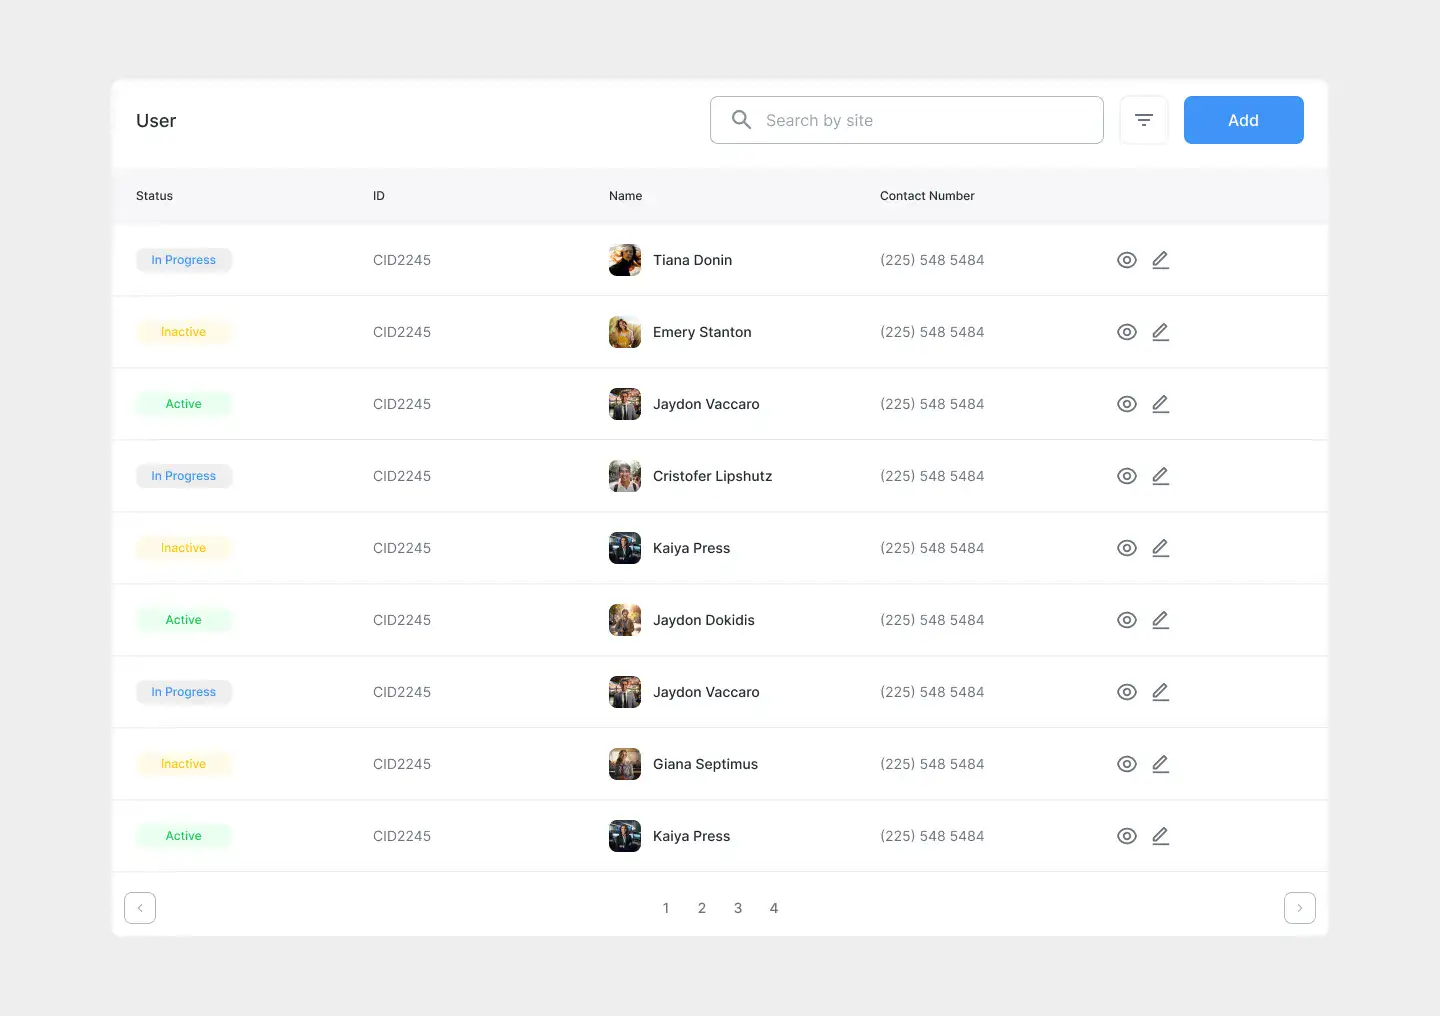 User
Search by site
Add
Status ID Name Contact Number
In Progress CID2245 Tiana Donin (225) 548 5484
Inactive CID2245 Emery Stanton (225) 548 5484
Active CID2245 Jaydon Vaccaro (225) 548 5484
In Progress CID2245 Cristofer Lipshutz (225) 548 5484
Inactive CID2245 Kaiya Press (225) 548 5484
Active CID2245 Jaydon Dokidis (225) 548 5484
In Progress CID2245 Jaydon Vaccaro (225) 548 5484
Inactive CID2245 Giana Septimus (225) 548 5484
Active CID2245 Kaiya Press (225) 548 5484
1 2 3 4